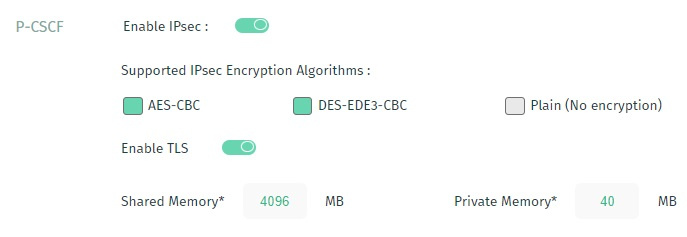 P-CSCF Enable IPsec :
Supported IPsec Encryption Algorithms :
AES-CBC DES-EDE3-CBC Plain (No encryption)
Enable TLS
Shared Memory* 4096 MB Private Memory* 40 MB